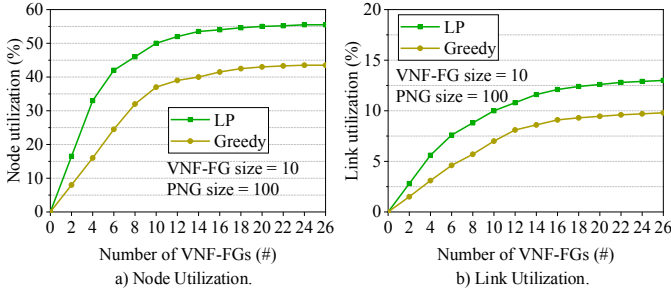 60
50
40
30
20
10
0
Node utilization (%)
LP
Greedy
VNF-FG size = 10
PNG size = 100
0 2 4 6 8 10 12 14 16 18 20 22 24 26
Number of VNF-FGs (#)
a) Node Utilization.
20
15
10
5
0
Link utilization (%)
LP
Greedy
VNF-FG size = 10
PNG size = 100
0 2 4 6 8 10 12 14 16 18 20 22 24 26
Number of VNF-FGs (#)
b) Link Utilization.